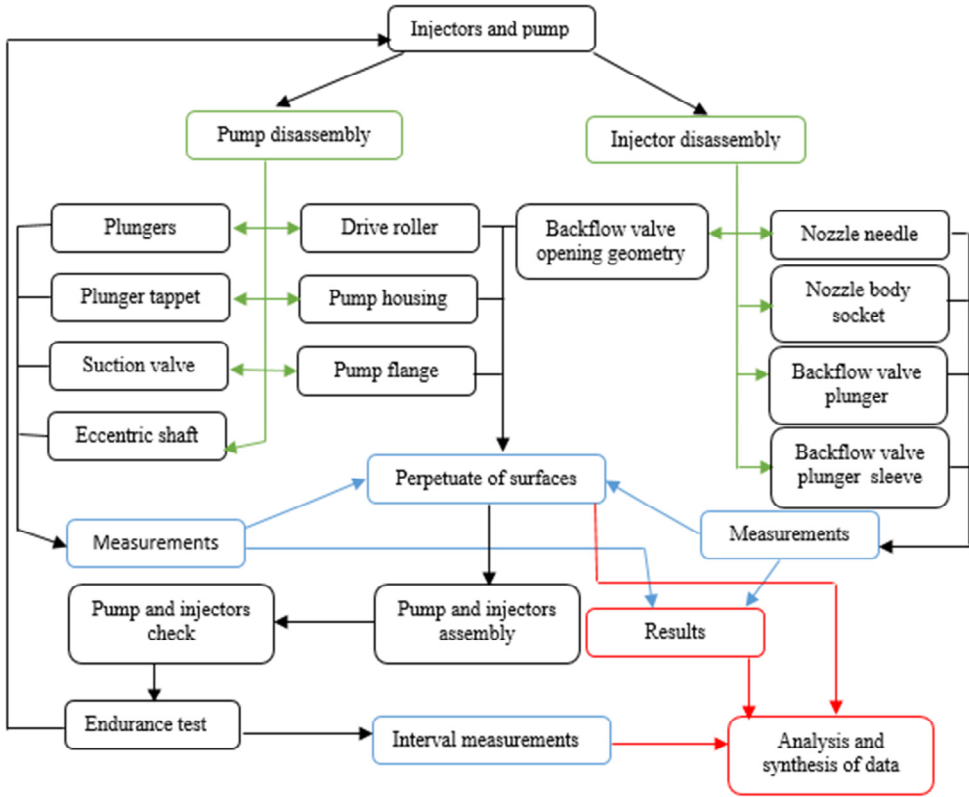 Injectors and pump
Pump disassembly
Injector disassembly
Plungers
Drive roller
Backflow valve
opening geometry
Nozzle needle
Plunger tappet
Pump housing
Nozzle body
socket
Suction valve
Pump flange
Backflow valve
plunger
Eccentric shaft
Backflow valve
plunger sleeve
Perpetuate of surfaces
Measurements
Measurements
Pump and injectors
check
Pump and injectors
assembly
Results
Endurance test
Interval measurements
Analysis and
synthesis of data